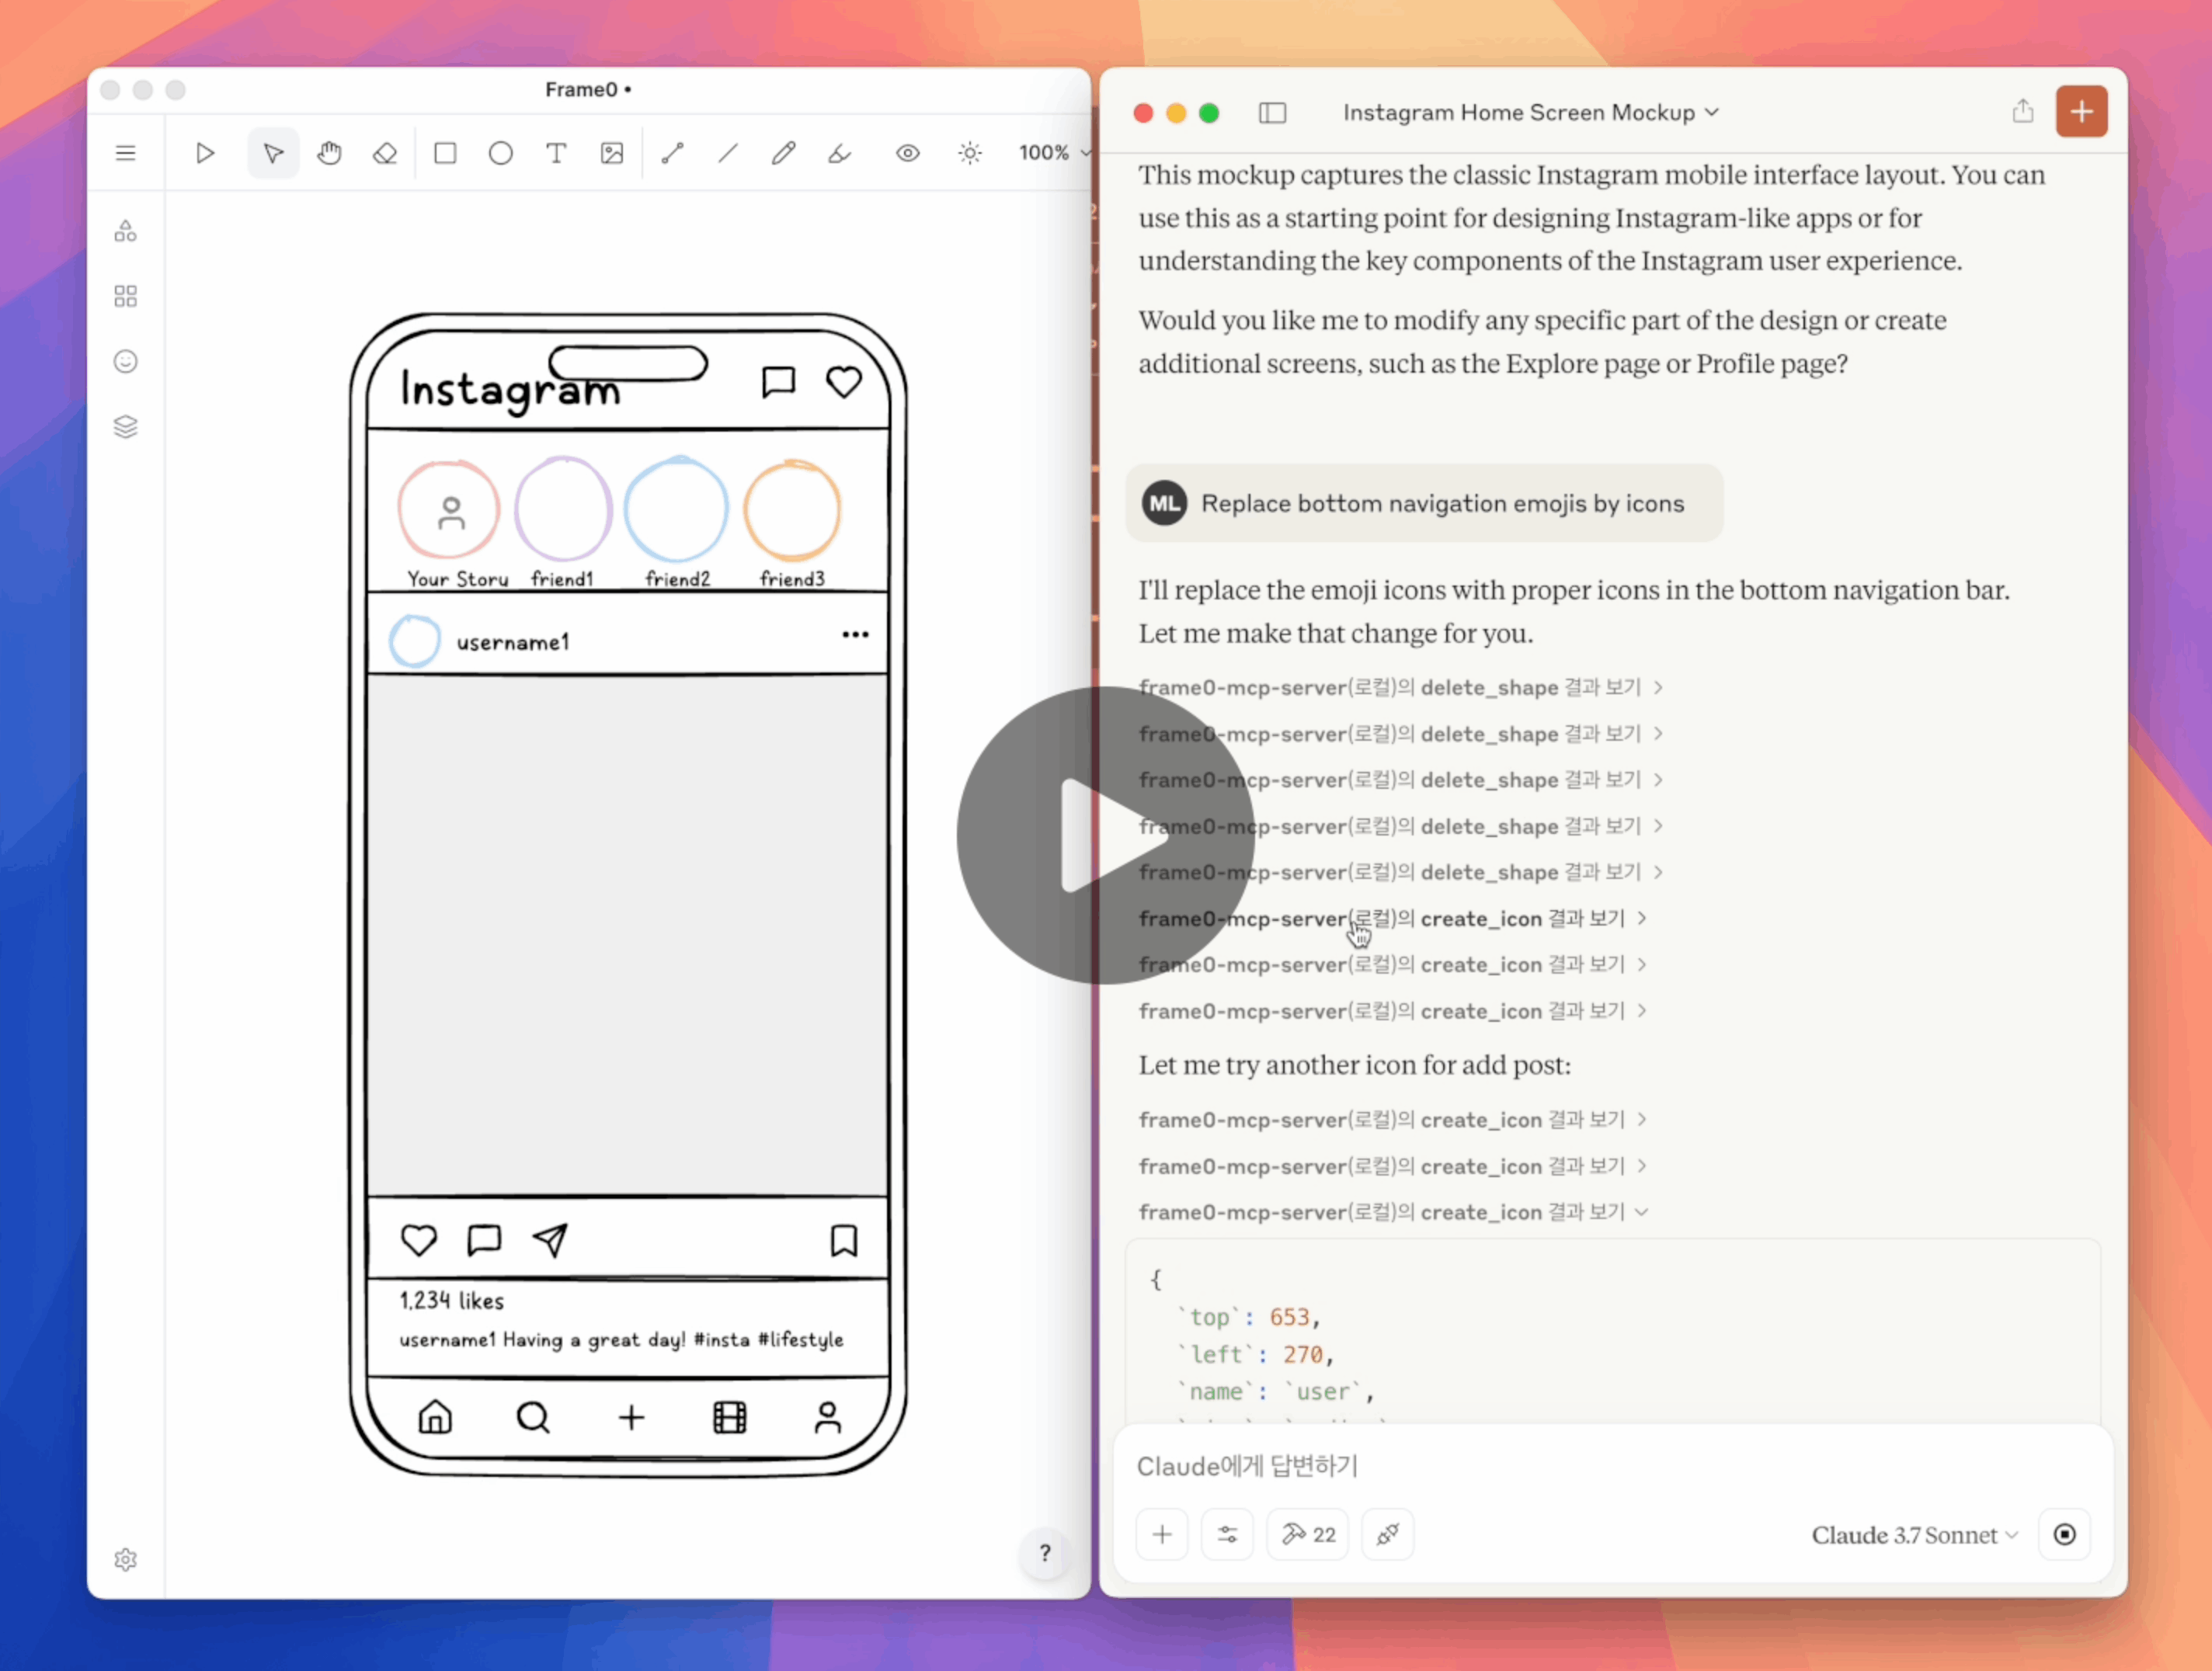 Frame0 •
100%
Instagram
Your Story
friend1
friend2
friend3
username1
1,234 likes
username1 Having a great day! #insta #lifestyle
?
Instagram Home Screen Mockup
This mockup captures the classic Instagram mobile interface layout. You can
use this as a starting point for designing Instagram-like apps or for
understanding the key components of the Instagram user experience.
Would you like me to modify any specific part of the design or create
additional screens, such as the Explore page or Profile page?
ML Replace bottom navigation emojis by icons
I'll replace the emoji icons with proper icons in the bottom navigation bar.
Let me make that change for you.
frame0-mcp-server(로컬)의 delete_shape 결과 보기
frame0-mcp-server(로컬)의 delete_shape 결과 보기
frame0-mcp-server(로컬)의 delete_shape 결과 보기
frame0-mcp-server(로컬)의 delete_shape 결과 보기
frame0-mcp-server(로컬)의 delete_shape 결과 보기
frame0-mcp-server(로컬)의 create_icon 결과 보기
frame0-mcp-server(로컬)의 create_icon 결과 보기
frame0-mcp-server(로컬)의 create_icon 결과 보기
Let me try another icon for add post:
frame0-mcp-server(로컬)의 create_icon 결과 보기
frame0-mcp-server(로컬)의 create_icon 결과 보기
frame0-mcp-server(로컬)의 create_icon 결과 보기
{
`top`: 653,
`left`: 270,
`name`: `user`,
Claude에게 답변하기
22
Claude 3.7 Sonnet